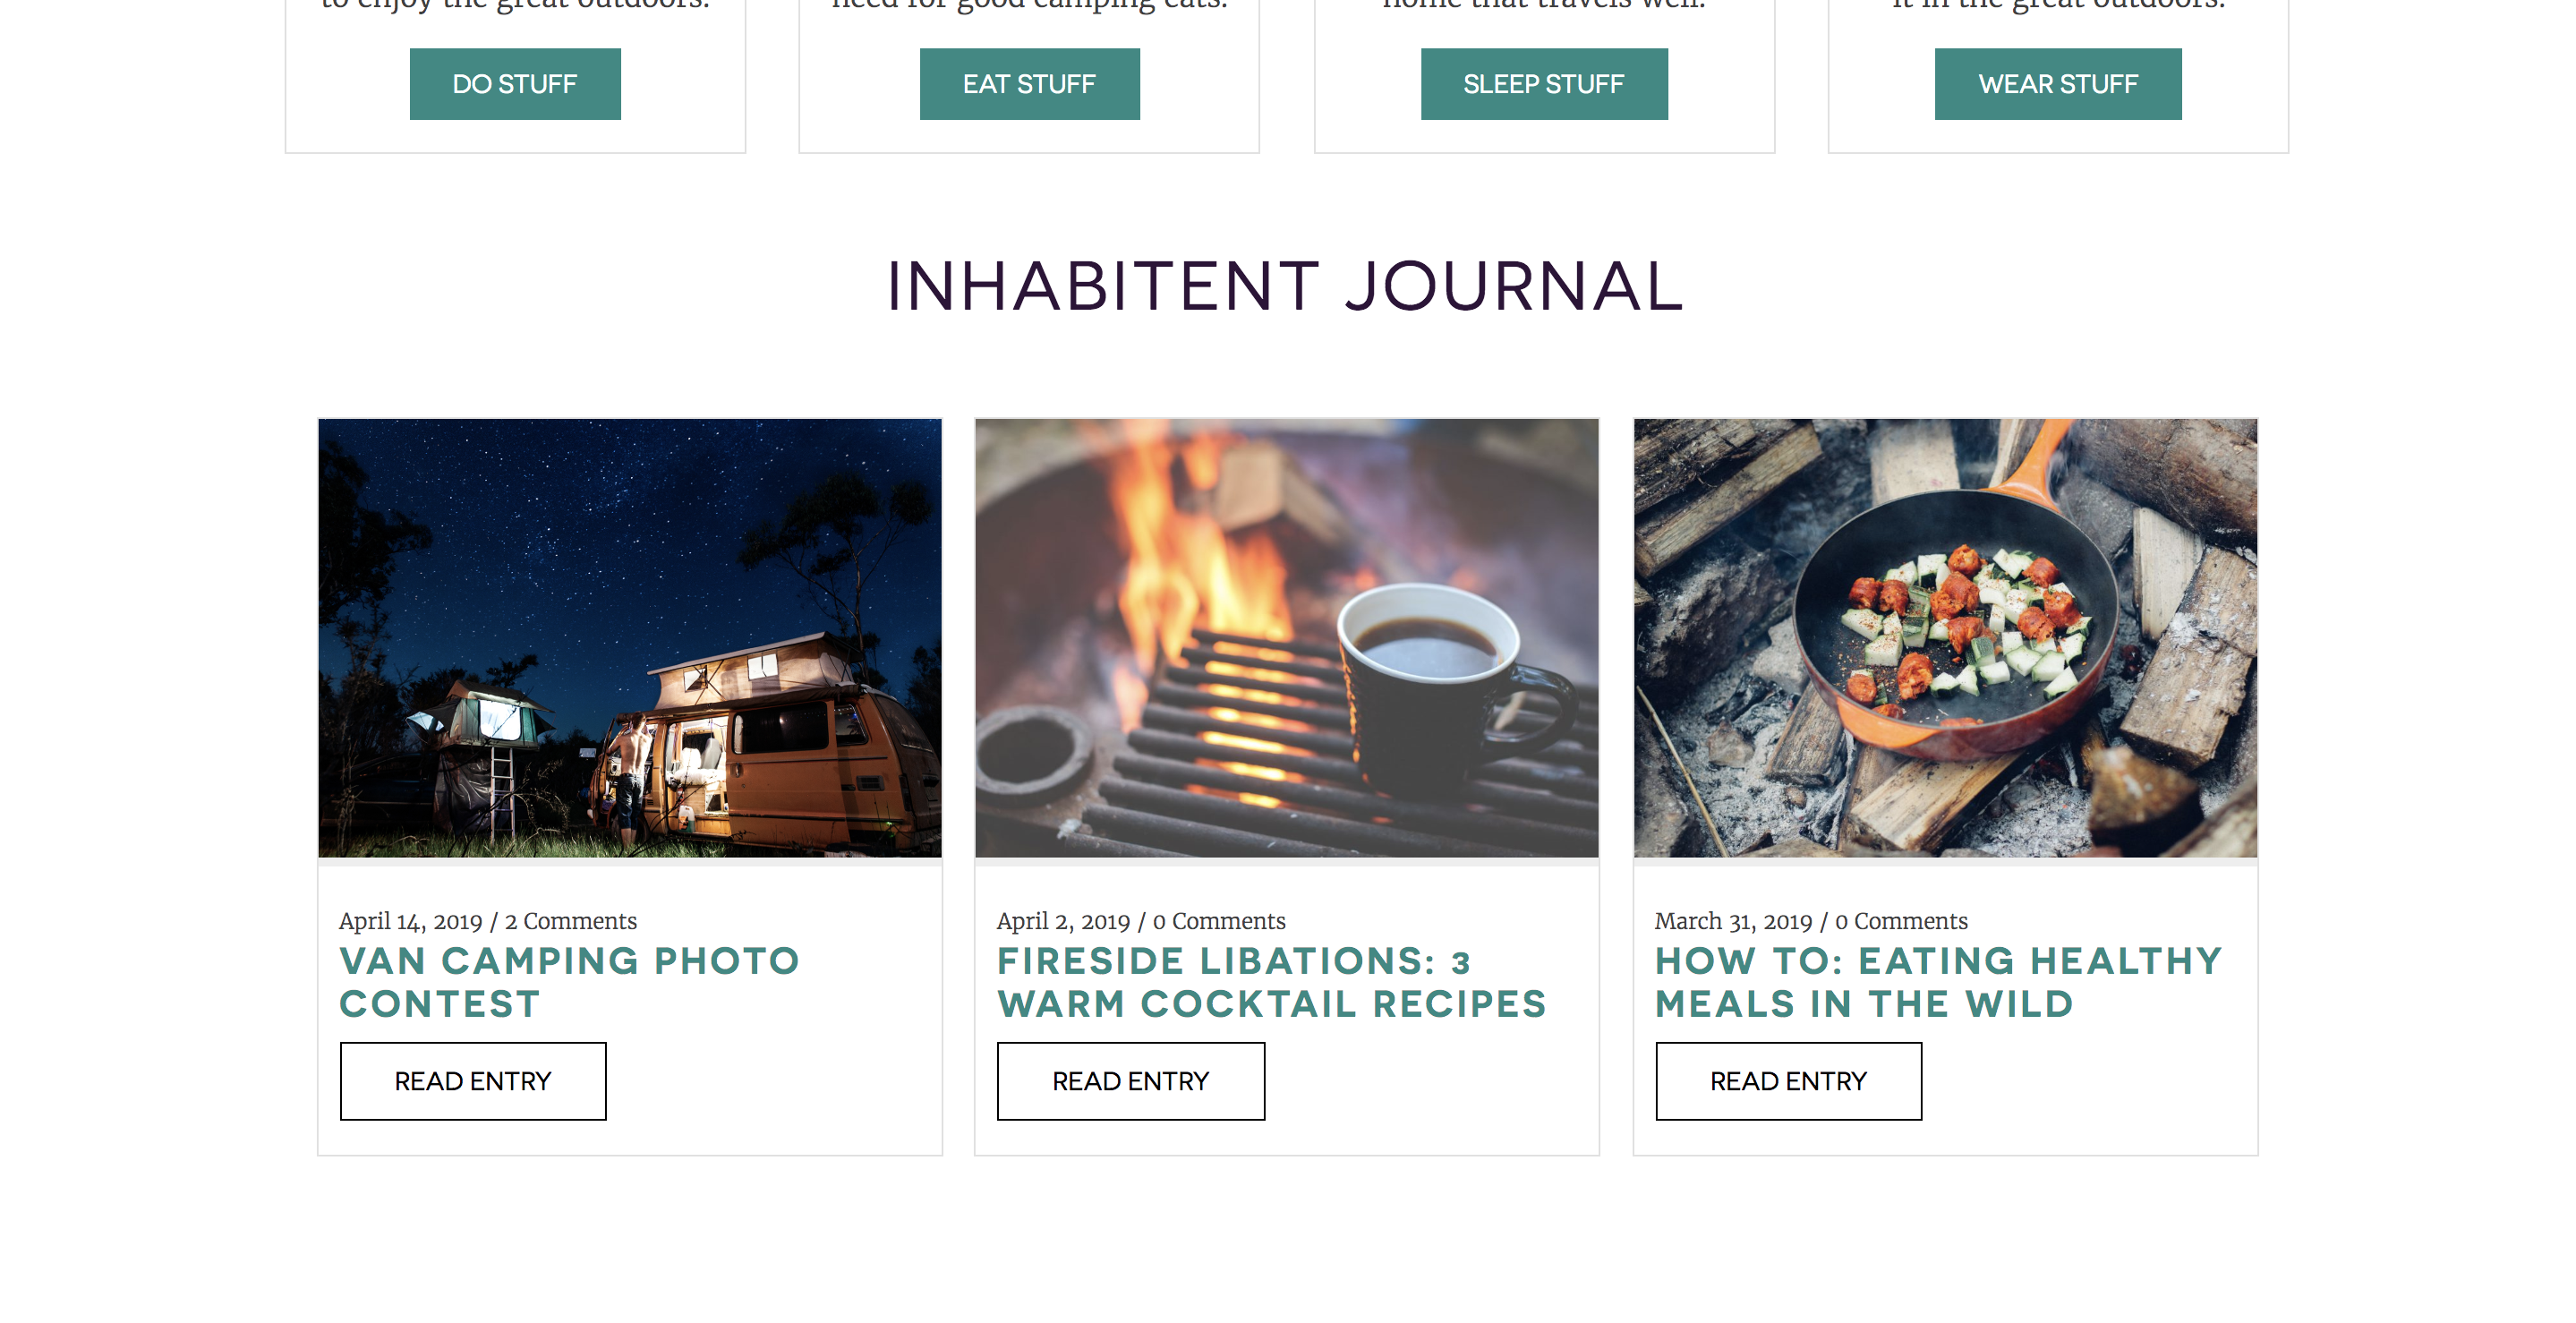 to enjoy the great outdoors.
need for good camping eats.
home that travels well.
it in the great outdoors.
DO STUFF
EAT STUFF
SLEEP STUFF
WEAR STUFF
INHABITENT JOURNAL
April 14, 2019 / 2 Comments
VAN CAMPING PHOTO
CONTEST
READ ENTRY
April 2, 2019 / 0 Comments
FIRESIDE LIBATIONS: 3
WARM COCKTAIL RECIPES
READ ENTRY
March 31, 2019 / 0 Comments
HOW TO: EATING HEALTHY
MEALS IN THE WILD
READ ENTRY